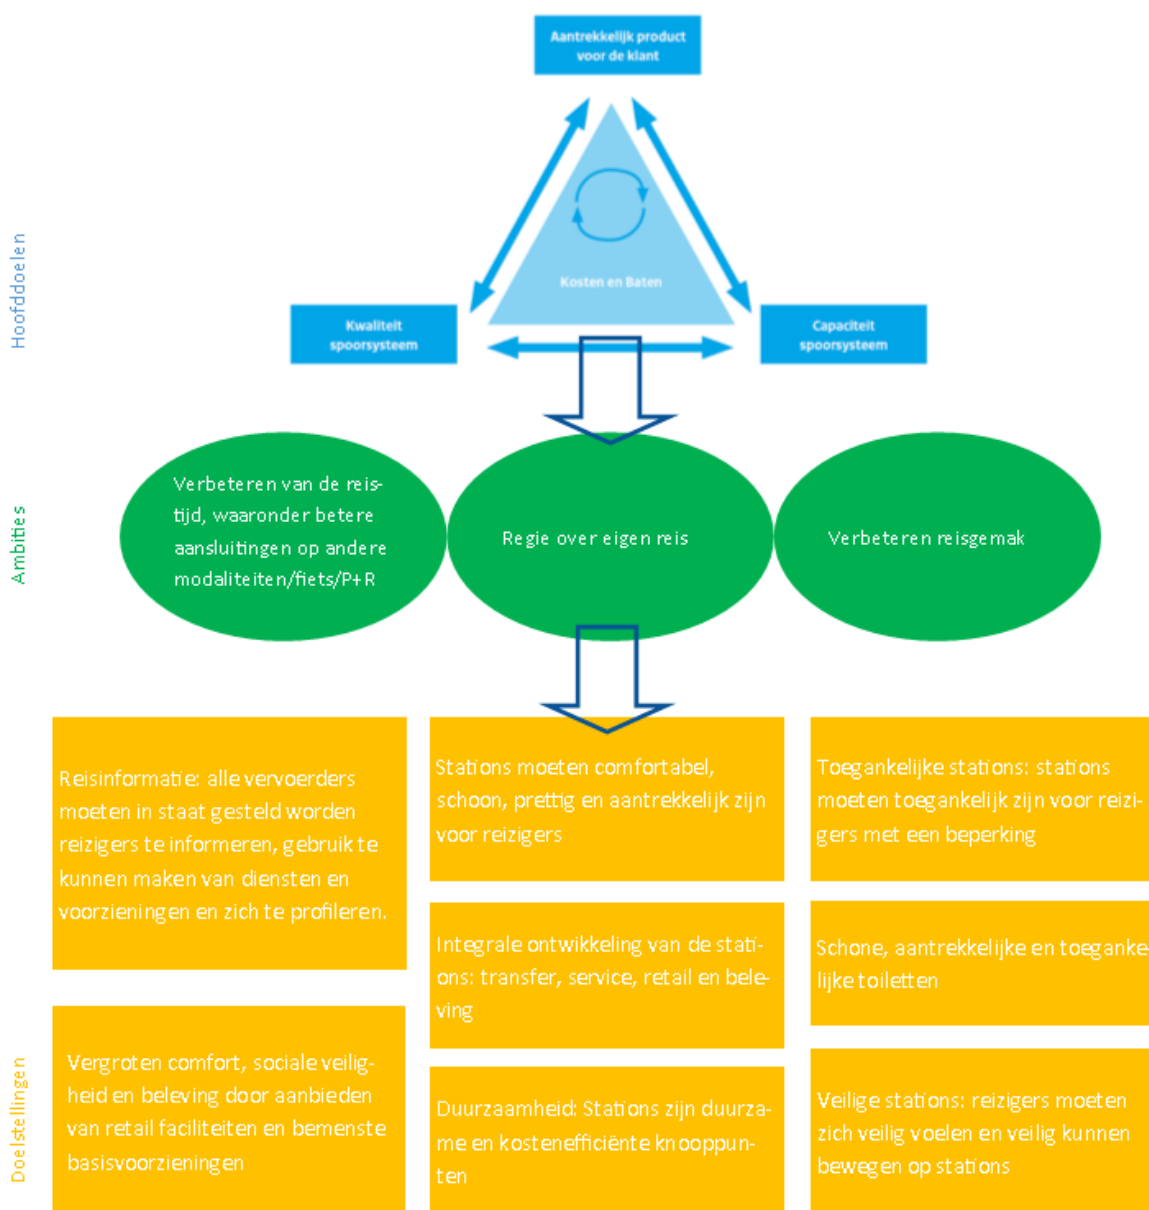 Aantrekkelijk product
voor de klant
Kosten en Baten
Kwaliteit
spoorsysteem
Capaciteit
spoorsysteem
Hoofddoelen
Ambities
Verbeteren van de reis-
tijd, waaronder betere
aansluitingen op andere
modaliteiten/fiets/P+R
Regie over eigen reis
Verbeteren reisgemak
Doelstellingen
Reisinformatie: alle vervoerders
moeten in staat gesteld worden
reizigers te informeren, gebruik te
kunnen maken van diensten en
voorzieningen en zich te profileren.
Vergroten comfort, sociale veilig-
heid en beleving door aanbieden
van retail faciliteiten en bemenste
basisvoorzieningen
Stations moeten comfortabel,
schoon, prettig en aantrekkelijk zijn
voor reizigers
Integrale ontwikkeling van de stati-
ons: transfer, service, retail en bele-
ving
Duurzaamheid: Stations zijn duurza-
me en kostenefficiënte knooppun-
ten
Toegankelijke stations: stations
moeten toegankelijk zijn voor reizi-
gers met een beperking
Schone, aantrekkelijke en toeganke-
lijke toiletten
Veilige stations: reizigers moeten
zich veilig voelen en veilig kunnen
bewegen op stations